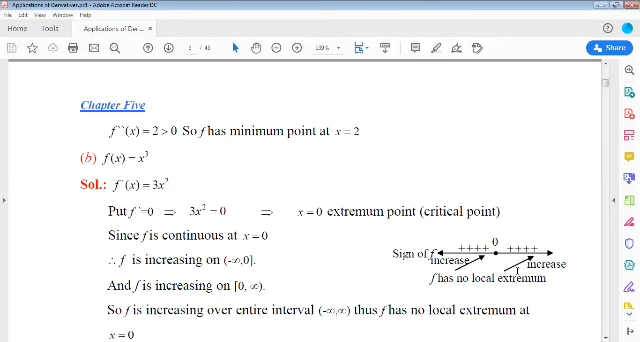 Applications of Derivatives.pdf - Adobe Acrobat Reader DC
File Edit View Window Help
Home Tools Applications of Deriv... ×
5 / 45 139% Share
Chapter Five
f``(x) = 2 > 0 So f has minimum point at x = 2
(b) f(x) = x³
Sol.: f`(x) = 3x²
Put f`=0 ⇒ 3x² = 0 ⇒ x = 0 extremum point (critical point)
Since f is continuous at x = 0
∴ f is increasing on (-∞,0].
And f is increasing on [0, ∞).
So f is increasing over entire interval (-∞,∞) thus f has no local extremum at
x = 0
0
++++ ++++
Sign of f`
increase increase
f has no local extremum